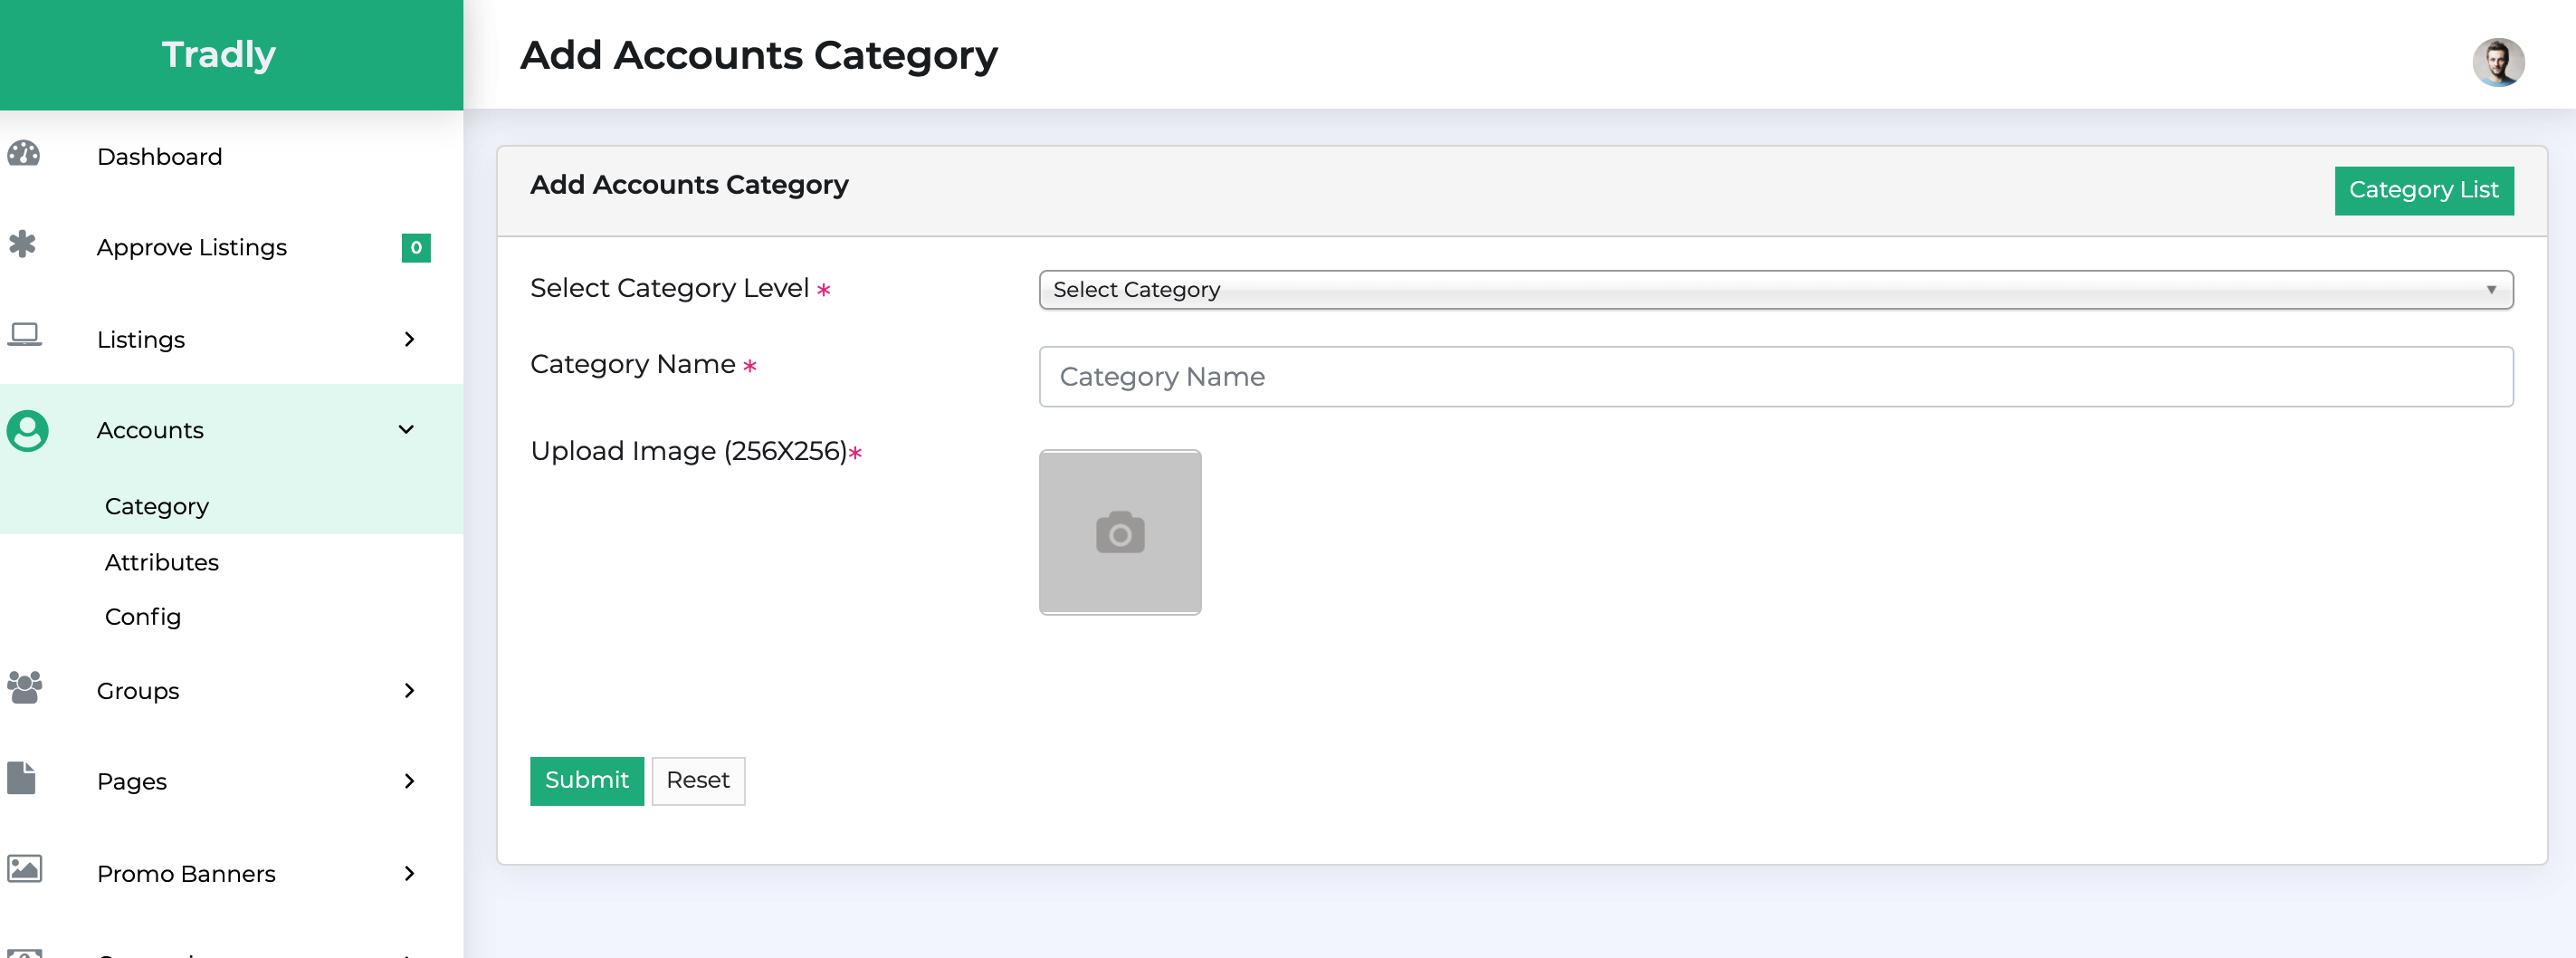 Tradly
Add Accounts Category
Dashboard
Approve Listings 0
Listings
Accounts
Category
Attributes
Config
Groups
Pages
Promo Banners
Add Accounts Category
Category List
Select Category Level *
Select Category
Category Name *
Category Name
Upload Image (256X256)*
Submit
Reset